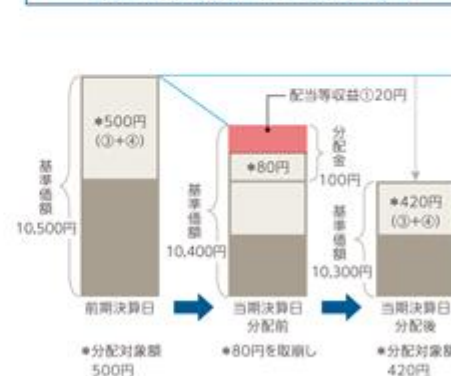 配当等収益①20円
*500円
(③+④)
*80円
分配金
100円
*420円
(③+④)
基準価額
10,500円
基準価額
10,400円
基準価額
10,300円
前期決算日
当期決算日
分配前
当期決算日
分配後
*分配対象額
500円
*80円を取崩し
*分配対象額
420円